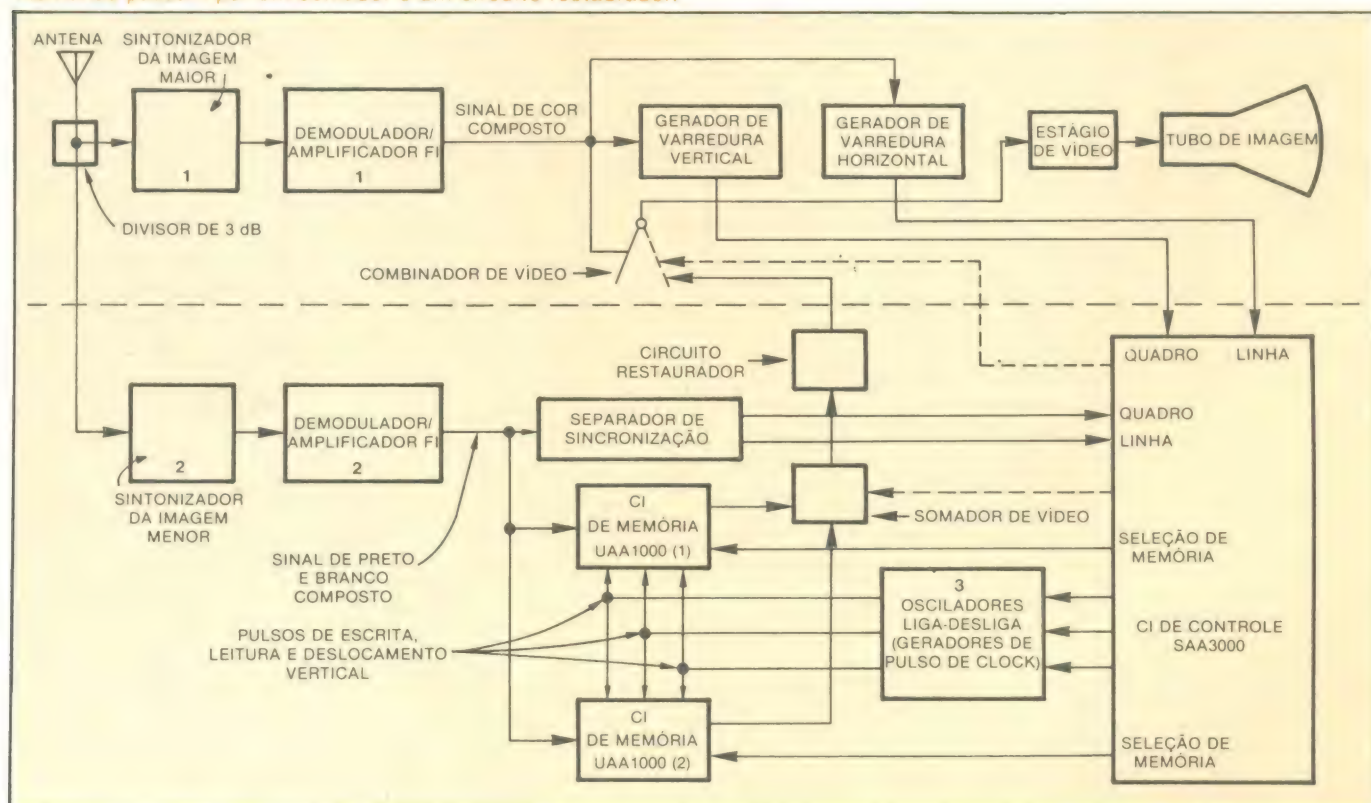 ANTENA
SINTONIZADOR
DA IMAGEM
MAIOR
1
DEMODULADOR/
AMPLIFICADOR FI
1
SINAL DE COR
COMPOSTO
GERADOR DE
VARREDURA
VERTICAL
GERADOR DE
VARREDURA
HORIZONTAL
ESTÁGIO
DE VÍDEO
TUBO DE IMAGEM
DIVISOR DE 3 dB
COMBINADOR DE VÍDEO
CIRCUITO
RESTAURADOR
QUADRO LINHA
2
SINTONIZADOR
DA IMAGEM
MENOR
DEMODULADOR/
AMPLIFICADOR FI
2
SEPARADOR DE
SINCRONIZAÇÃO
QUADRO
LINHA
SINAL DE PRETO
E BRANCO
COMPOSTO
CI
DE MEMÓRIA
UAA1000 (1)
SOMADOR DE VÍDEO
SELEÇÃO DE
MEMÓRIA
PULSOS DE ESCRITA,
LEITURA E DESLOCAMENTO
VERTICAL
3
OSCILADORES
LIGA-DESLIGA
(GERADORES DE
PULSO DE CLOCK)
CI DE CONTROLE
SAA3000
CI
DE MEMÓRIA
UAA1000 (2)
SELEÇÃO DE
MEMÓRIA